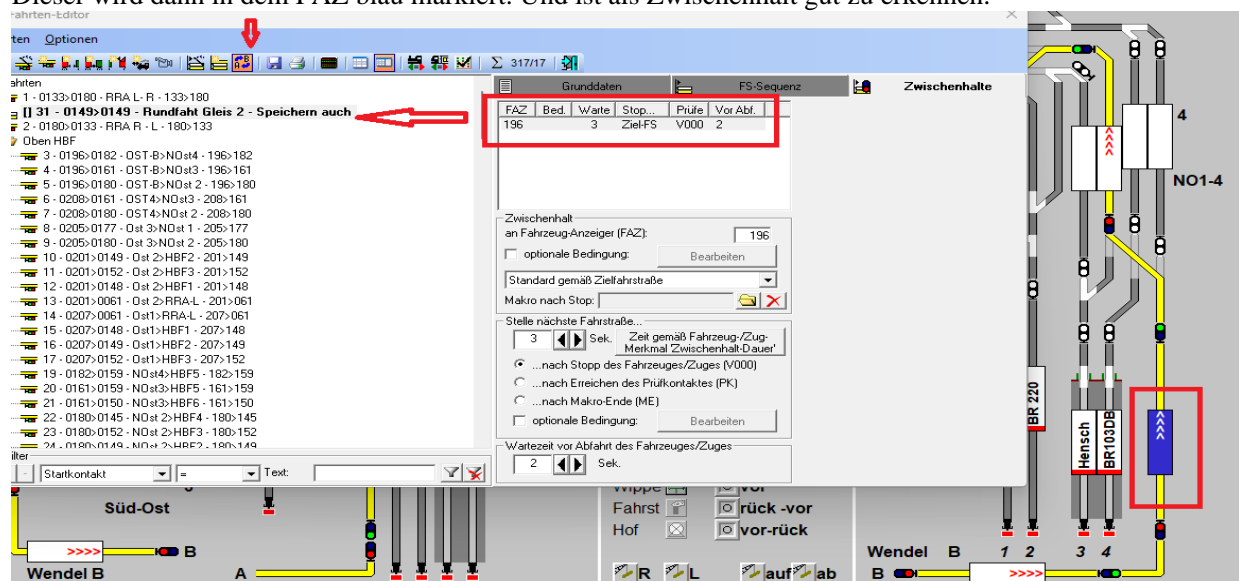 Dieser wird dann in dem FAZ blau markiert. Und ist als Zwischenhalt gut zu erkennen.
ahrten-Editor
ten Optionen
Σ 317/17
ahrten
1 - 0133>0180 - RRA L- R - 133>180
[] 31 - 0149>0149 - Rundfaht Gleis 2 - Speichern auch
2 - 0180>0133 - RRA R - L - 180>133
Oben HBF
3 - 0196>0182 - OST-B>NOst4 - 196>182
4 - 0196>0161 - OST-B>NOst3 - 196>161
5 - 0196>0180 - OST-B>NOst 2 - 196>180
6 - 0208>0161 - OST4>NOst3 - 208>161
7 - 0208>0180 - OST4>NOst 2 - 208>180
8 - 0205>0177 - Ost 3>NOst 1 - 205>177
9 - 0205>0180 - Ost 3>NOst 2 - 205>180
10 - 0201>0149 - Ost 2>HBF2 - 201>149
11 - 0201>0152 - Ost 2>HBF3 - 201>152
12 - 0201>0148 - Ost 2>HBF1 - 201>148
13 - 0201>0061 - Ost 2>RRA-L - 201>061
14 - 0207>0061 - Ost1>RRA-L - 207>061
15 - 0207>0148 - Ost1>HBF1 - 207>148
16 - 0207>0149 - Ost1>HBF2 - 207>149
17 - 0207>0152 - Ost1>HBF3 - 207>152
19 - 0182>0159 - NOst4>HBF5 - 182>159
20 - 0161>0159 - NOst3>HBF5 - 161>159
21 - 0161>0150 - NOst3>HBF6 - 161>150
22 - 0180>0145 - NOst 2>HBF4 - 180>145
23 - 0180>0152 - NOst 2>HBF3 - 180>152
24 - 0180>0149 - NOst 2>HBF2 - 180>149
ilter
- Startkontakt = Text:
Grunddaten FS-Sequenz Zwischenhalte
FAZ Bed. Warte Stop... Prüfe Vor Abf.
196 3 Ziel-FS V000 2
Zwischenhalt
an Fahrzeug-Anzeiger (FAZ): 196
optionale Bedingung: Bearbeiten
Standard gemäß Zielfahrstraße
Makro nach Stop:
Stelle nächste Fahrstraße...
3 Sek. Zeit gemäß Fahrzeug-/Zug-
Merkmal 'Zwischenhalt-Dauer'
...nach Stopp des Fahrzeuges/Zuges (V000)
...nach Erreichen des Prüfkontaktes (PK)
...nach Makro-Ende (ME)
optionale Bedingung: Bearbeiten
Wartezeit vor Abfahrt des Fahrzeuges/Zuges
2 Sek.
4
NO1-4
BR 220
Hensch
BR103DB
Süd-Ost
>>>> B
Wendel B A
Wippe vor
Fahrst rück -vor
Hof vor-rück
R L auf ab
Wendel B 1 2 3 4
B >>>>